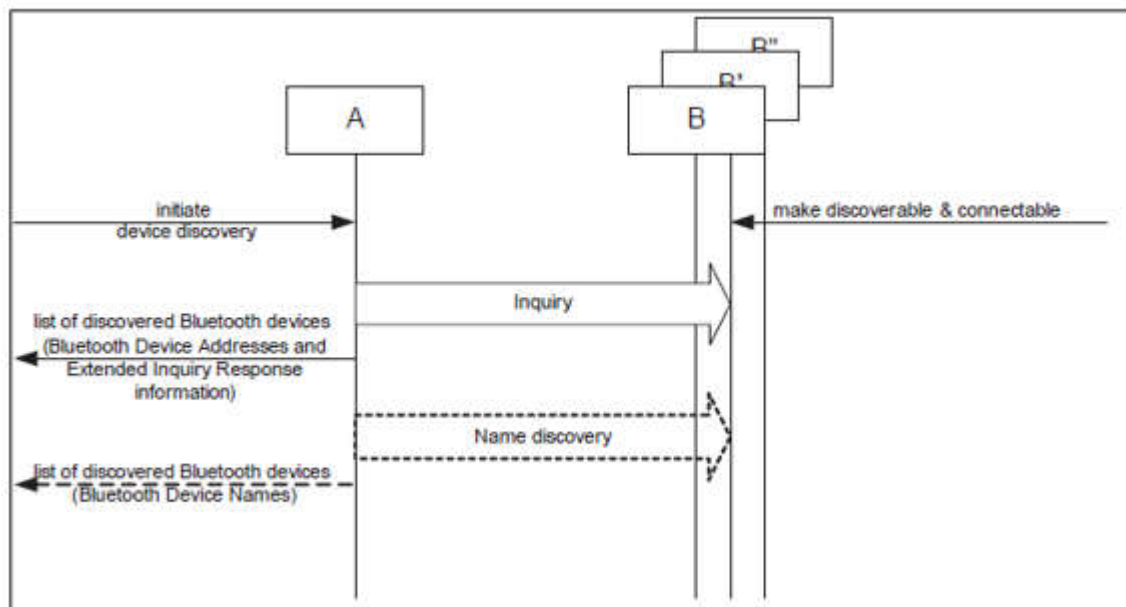 B"
B'
A
B
initiate
device discovery
make discoverable & connectable
Inquiry
list of discovered Bluetooth devices
(Bluetooth Device Addresses and
Extended Inquiry Response
information)
Name discovery
list of discovered Bluetooth devices
(Bluetooth Device Names)